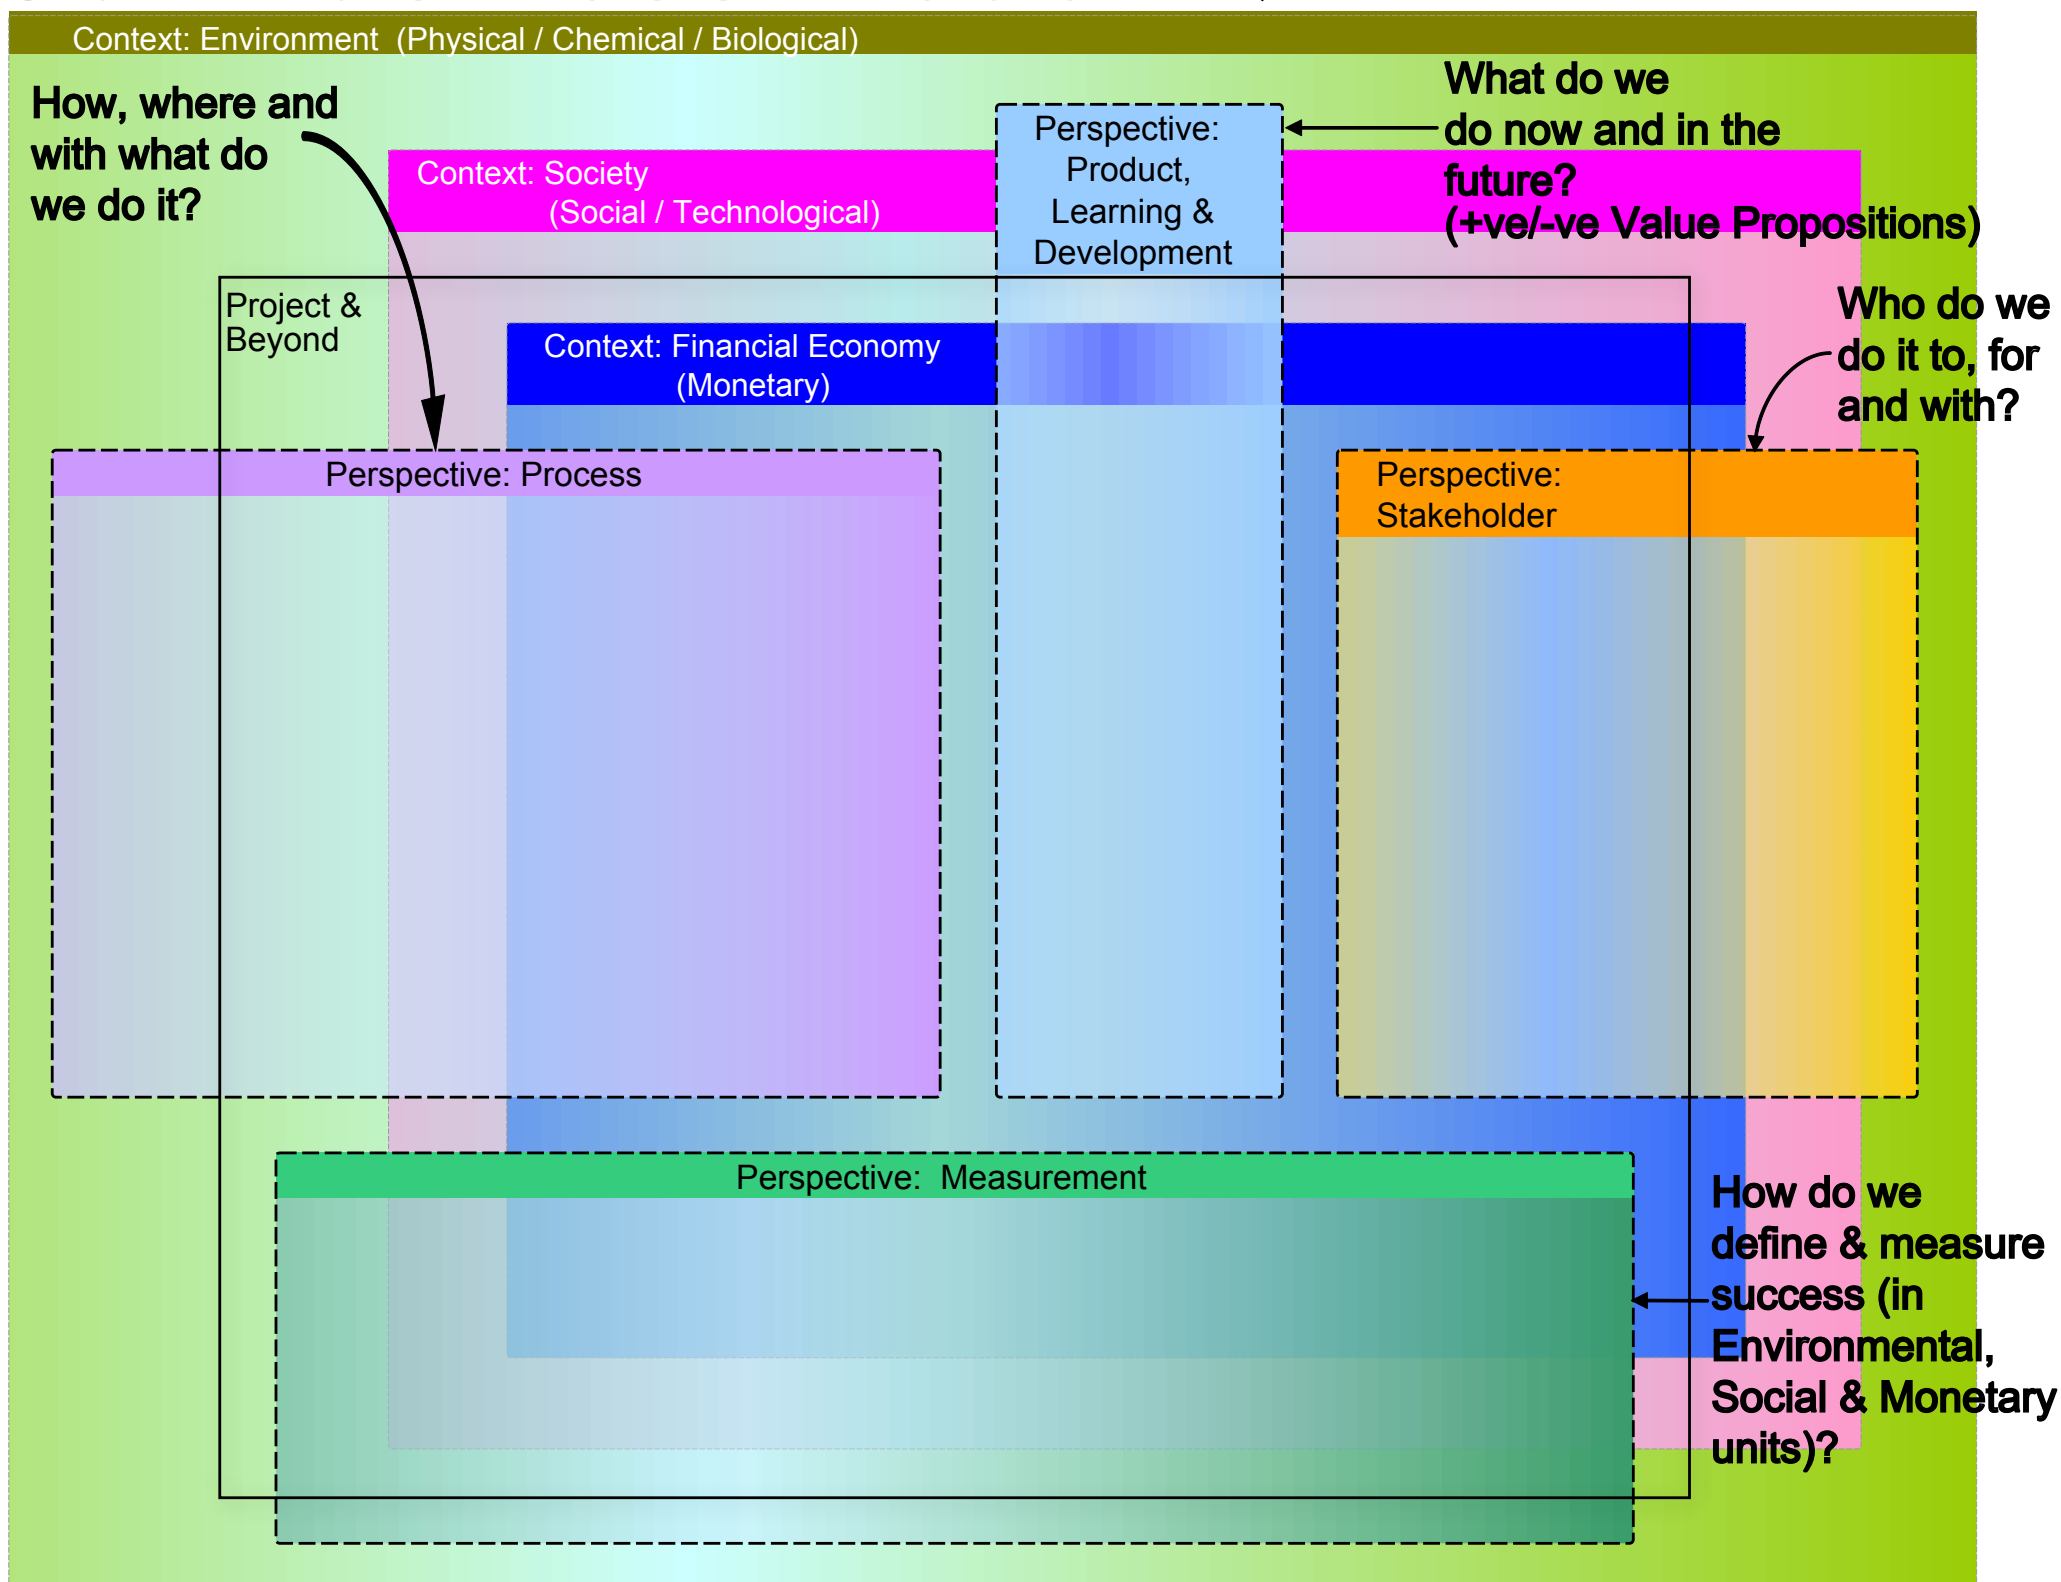 Context: Environment (Physical / Chemical / Biological)
How, where and
with what do
we do it?
What do we
do now and in the
future?
(+ve/-ve Value Propositions)
Perspective:
Product,
Learning &
Development
Context: Society
(Social / Technological)
Project &
Beyond
Context: Financial Economy
(Monetary)
Who do we
do it to, for
and with?
Perspective: Process
Perspective:
Stakeholder
Perspective: Measurement
How do we
define & measure
success (in
Environmental,
Social & Monetary
units)?